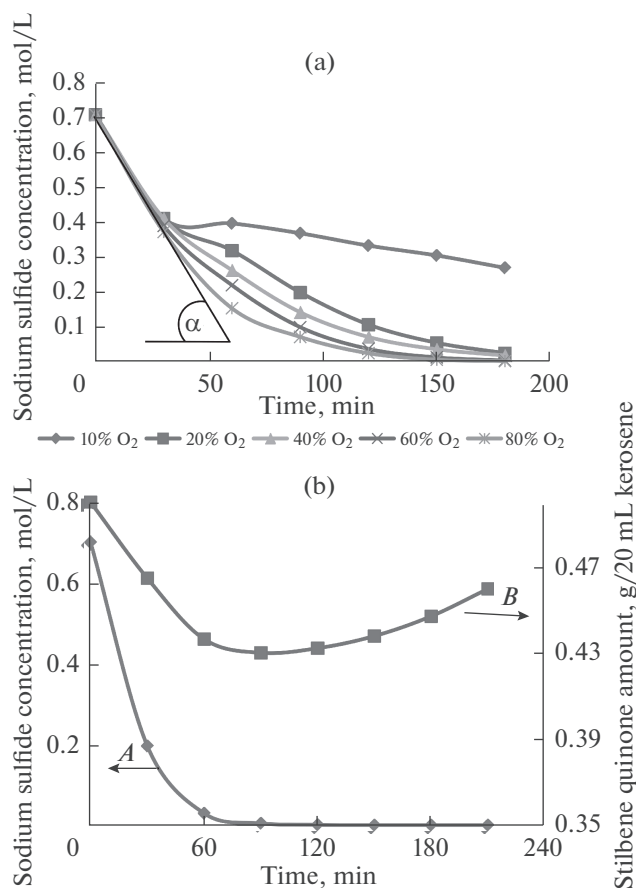 (a)
Sodium sulfide concentration, mol/L
0.8
0.7
0.6
0.5
0.4
0.3
0.2
0.1
α
0
50
100
150
200
Time, min
10% O₂
20% O₂
40% O₂
60% O₂
80% O₂
(b)
Sodium sulfide concentration, mol/L
0.8
0.6
0.4
0.2
A
B
0.47
0.43
0.39
0.35
Stilbene quinone amount, g/20 mL kerosene
0
60
120
180
240
Time, min